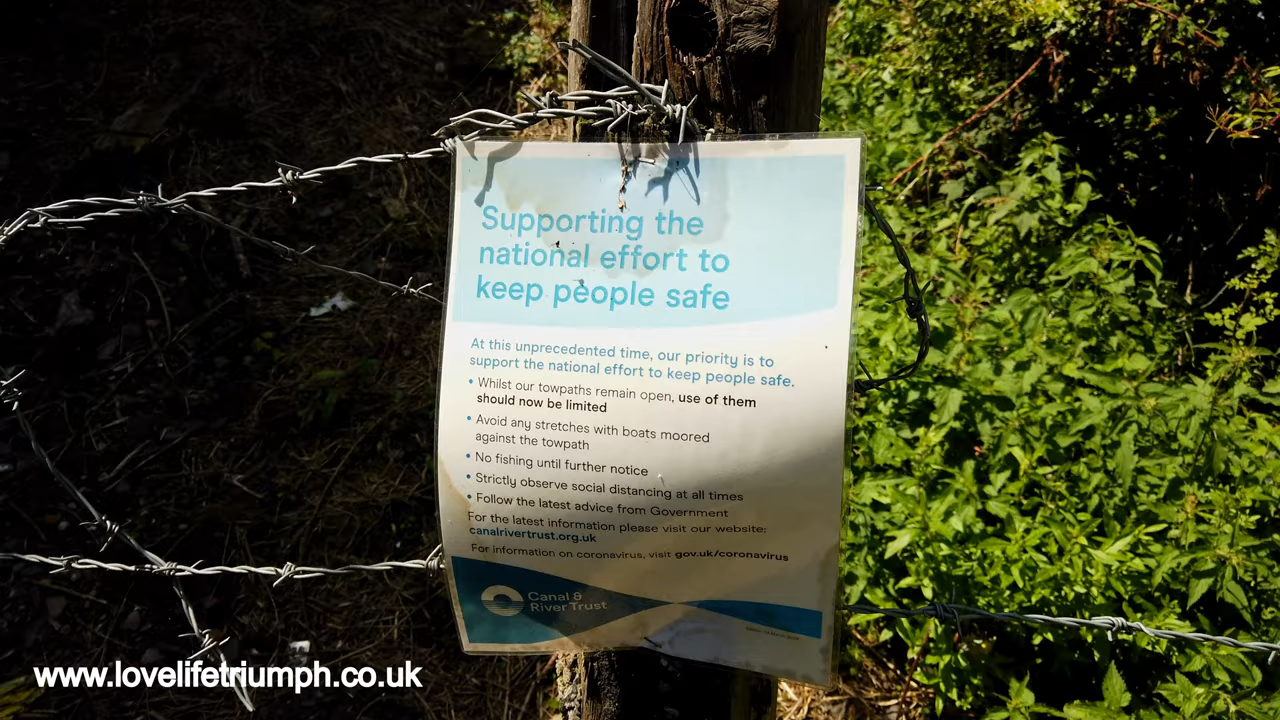 Supporting the
national effort to
keep people safe
At this unprecedented time, our priority is to
support the national effort to keep people safe.
• Whilst our towpaths remain open, use of them
should now be limited
• Avoid any stretches with boats moored
against the towpath
• No fishing until further notice
• Strictly observe social distancing at all times
• Follow the latest advice from Government
For the latest information please visit our website:
canalrivertrust.org.uk
For information on coronavirus, visit gov.uk/coronavirus
Canal &
River Trust
www.lovelifetriumph.co.uk